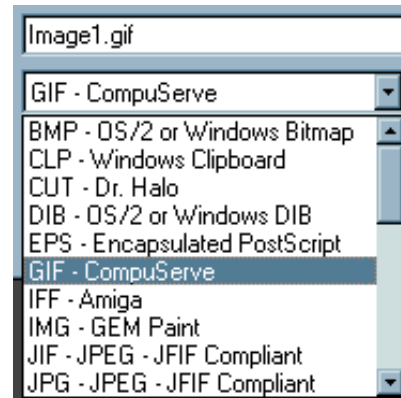 Image1.gif
GIF - CompuServe
BMP - OS/2 or Windows Bitmap
CLP - Windows Clipboard
CUT - Dr. Halo
DIB - OS/2 or Windows DIB
EPS - Encapsulated PostScript
GIF - CompuServe
IFF - Amiga
IMG - GEM Paint
JIF - JPEG - JFIF Compliant
JPG - JPEG - JFIF Compliant